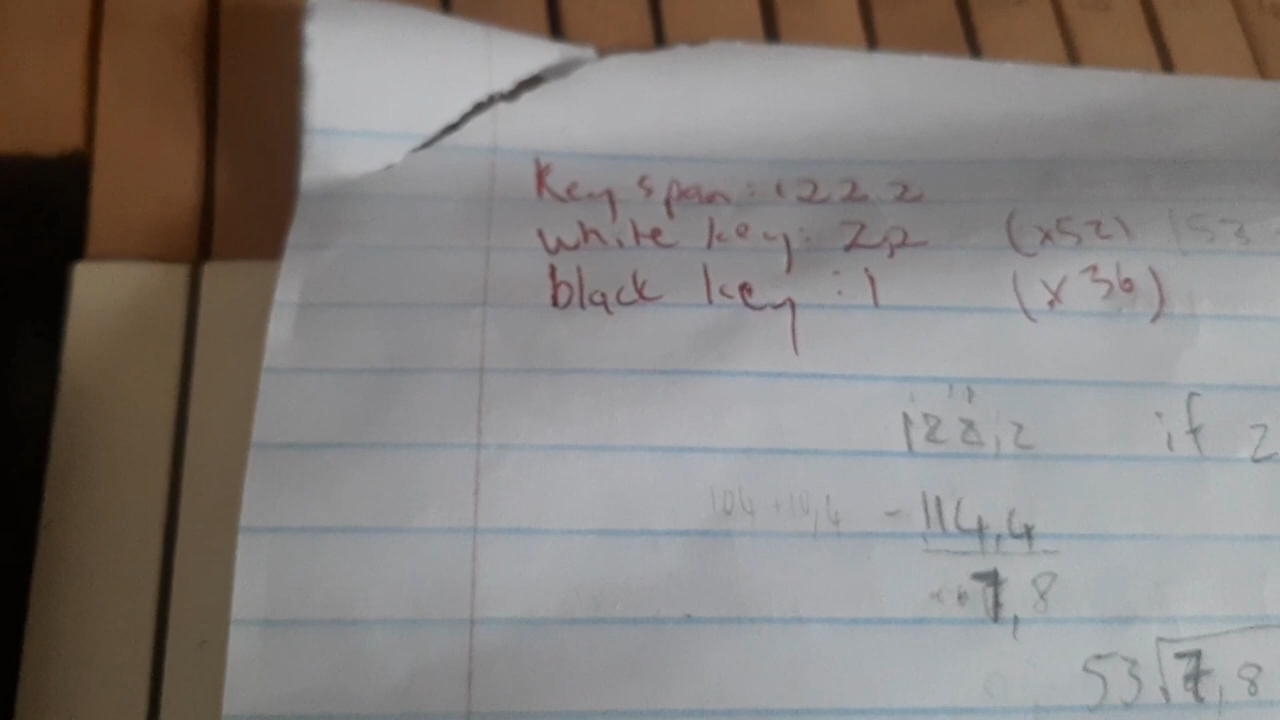 Key span: 122.2
white key: 2,2 (x52) 153
black key: 1 (x36)
122,2 if 2
104 + 10,4 - 114,4
7,8
53 7,8